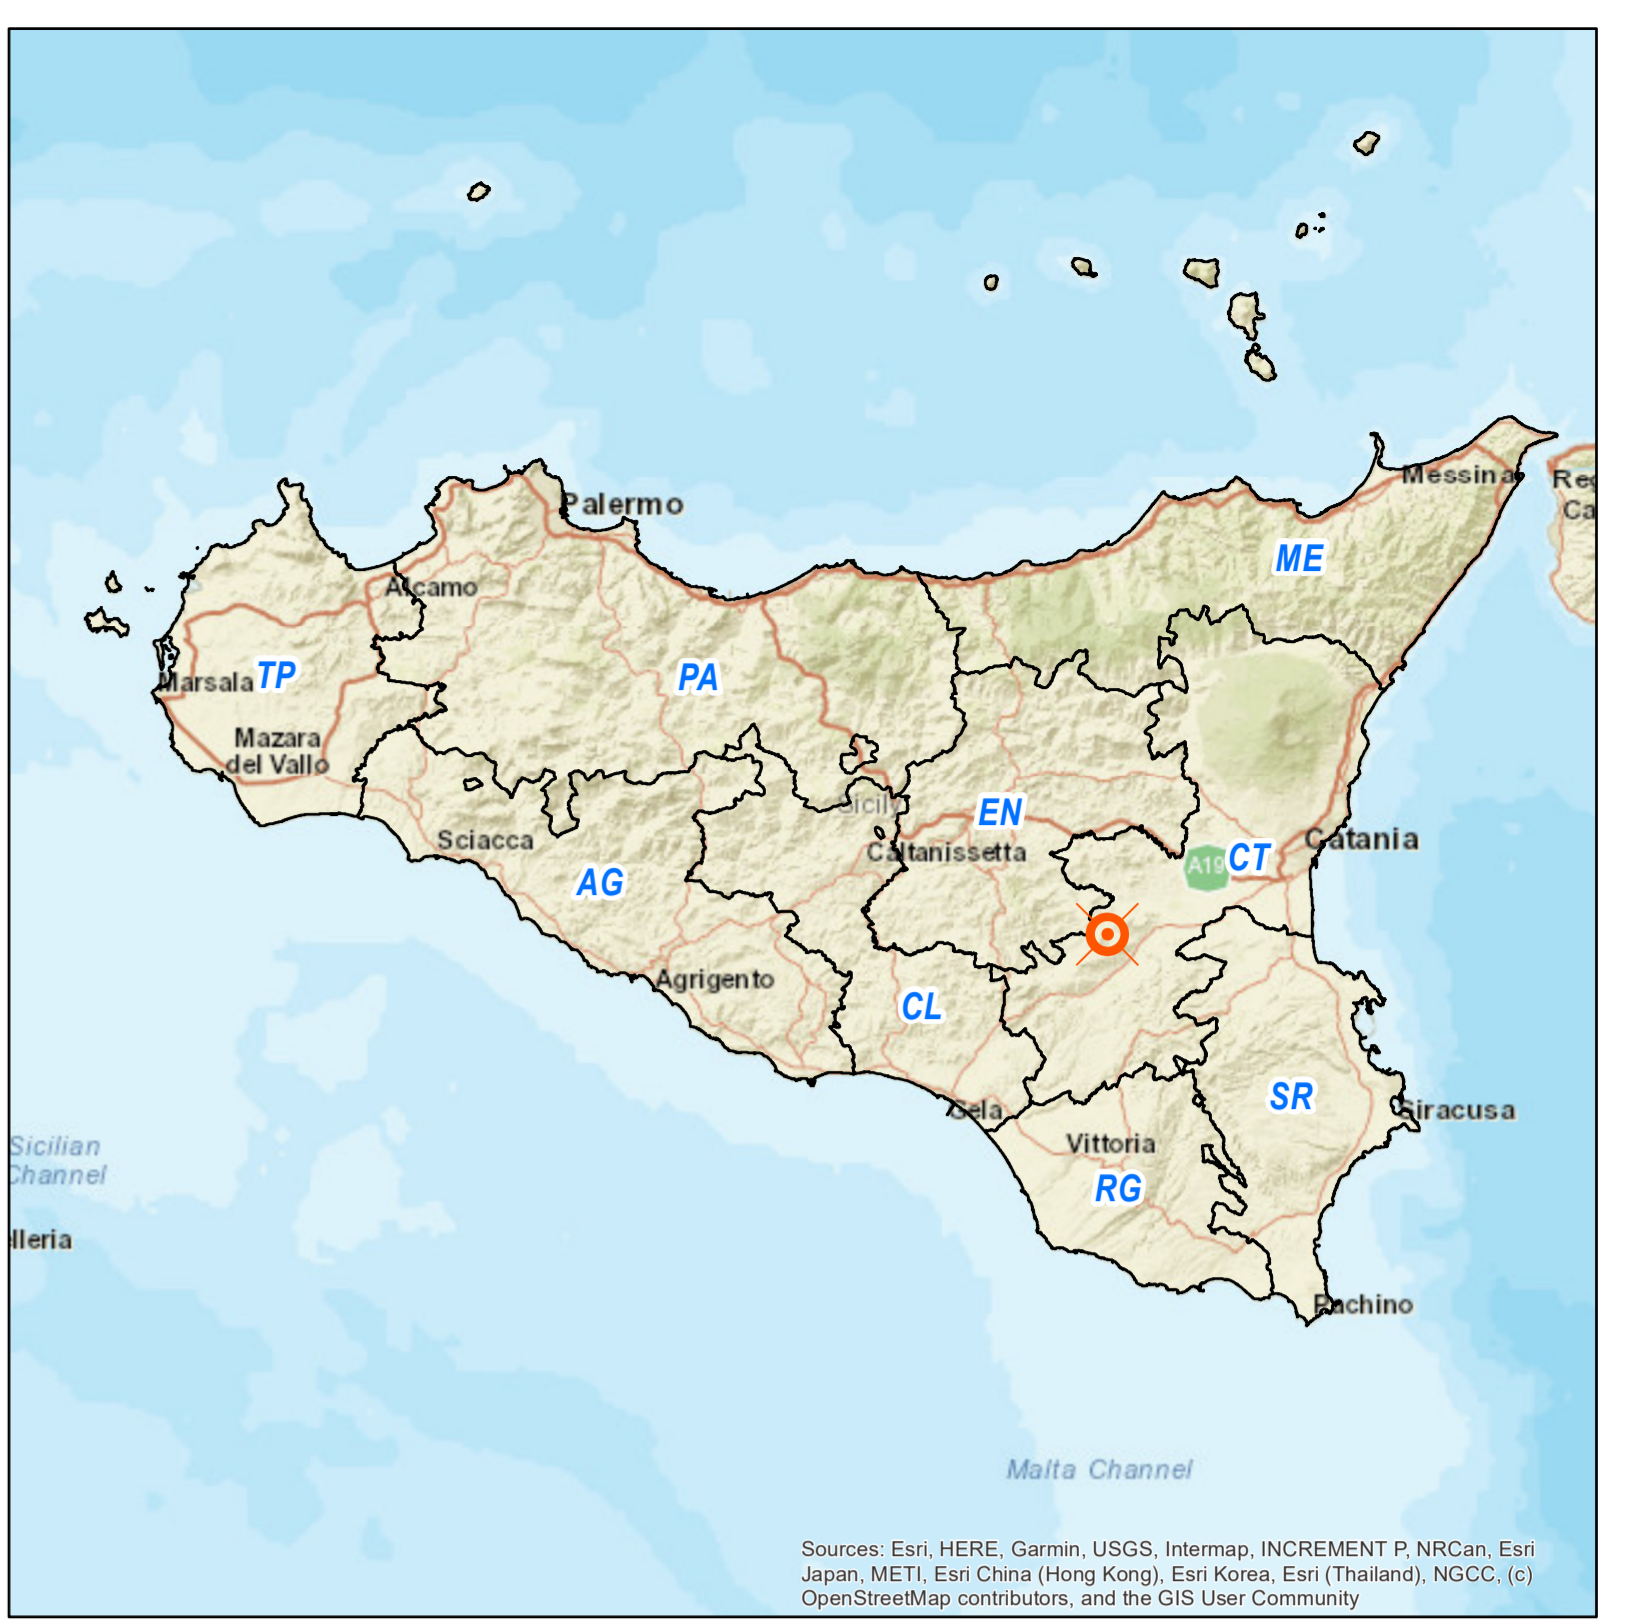 Palermo
Messina
Reg
Ca
ME
Alcamo
TP
PA
Marsala
Mazara
del Vallo
Sicily
EN
Sciacca
Caltanissetta
Catania
A19
CT
AG
Agrigento
CL
SR
Gela
Siracusa
Vittoria
Sicilian
Channel
RG
lleria
Pachino
Malta Channel
Sources: Esri, HERE, Garmin, USGS, Intermap, INCREMENT P, NRCan, Esri
Japan, METI, Esri China (Hong Kong), Esri Korea, Esri (Thailand), NGCC, (c)
OpenStreetMap contributors, and the GIS User Community